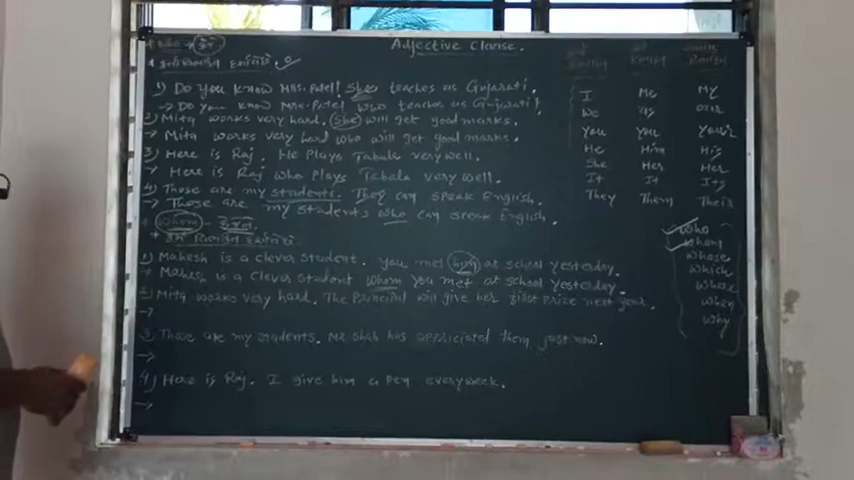 Adjective Clause.
1) Do you know Mrs. Patel? She teaches us Gujarati.
→ Do you know Mrs. Patel who teaches us Gujarati?
2) Mita works very hard. She will get good marks.
→ Mita works very hard who will get good marks.
3) Here is Raj. He plays Tabala very well.
→ Here is Raj who plays Tabala very well.
4) Those are my students. They can speak English.
→ Those are my students who can speak English.
Whom -
1) Mahesh is a clever student. You met him at school yesterday.
→ Mahesh is a clever student whom you met at school yesterday.
2) Mita works very hard. The Principal will give her first prize next year.
→
3) Those are my students. Mr. Shah has appriciated them just now.
→
4) Here is Raj. I give him a pen everyweek.
→
I Me My
We us our
You you your
He Him His
She Her Her
It It Its
They Them Their
who
whom
whose
which
where
when
why